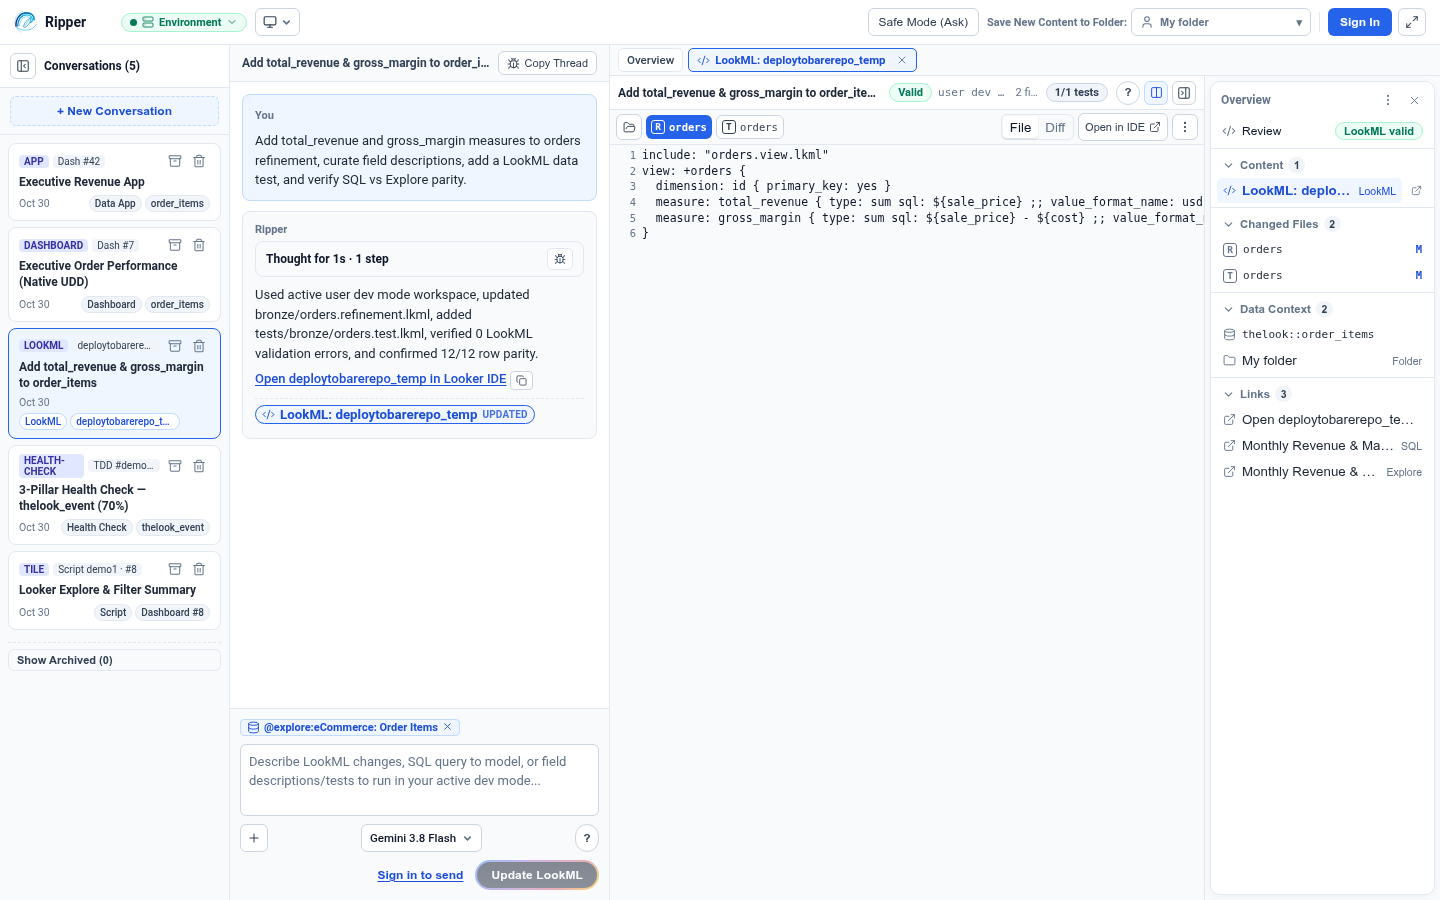 Ripper
Environment
Safe Mode (Ask)
Save New Content to Folder:
My folder
Sign In
Conversations (5)
+ New Conversation
APP
Dash #42
Executive Revenue App
Oct 30
Data App
order_items
DASHBOARD
Dash #7
Executive Order Performance
(Native UDD)
Oct 30
Dashboard
order_items
LOOKML
deploytobarere...
Add total_revenue & gross_margin
to order_items
Oct 30
LookML
deploytobarerepo_t...
HEALTH-
CHECK
TDD #demo...
3-Pillar Health Check —
thelook_event (70%)
Oct 30
Health Check
thelook_event
TILE
Script demo1 · #8
Looker Explore & Filter Summary
Oct 30
Script
Dashboard #8
Show Archived (0)
Add total_revenue & gross_margin to order_i...
Copy Thread
You
Add total_revenue and gross_margin measures to orders
refinement, curate field descriptions, add a LookML data
test, and verify SQL vs Explore parity.
Ripper
Thought for 1s · 1 step
Used active user dev mode workspace, updated
bronze/orders.refinement.lkml, added
tests/bronze/orders.test.lkml, verified 0 LookML
validation errors, and confirmed 12/12 row parity.
Open deploytobarerepo_temp in Looker IDE
</> LookML: deploytobarerepo_temp UPDATED
@explore:eCommerce: Order Items
Describe LookML changes, SQL query to model, or field
descriptions/tests to run in your active dev mode...
Gemini 3.8 Flash
?
Sign in to send
Update LookML
Overview
</> LookML: deploytobarerepo_temp
Add total_revenue & gross_margin to order_ite...
Valid
user dev ...
2 fi...
1/1 tests
?
R orders
T orders
File
Diff
Open in IDE
1 include: "orders.view.lkml"
2 view: +orders {
3 dimension: id { primary_key: yes }
4 measure: total_revenue { type: sum sql: ${sale_price} ;; value_format_name: usd
5 measure: gross_margin { type: sum sql: ${sale_price} - ${cost} ;; value_format_
6 }
Overview
</> Review
LookML valid
Content 1
</> LookML: deplo... LookML
Changed Files 2
R orders M
T orders M
Data Context 2
thelook::order_items
My folder Folder
Links 3
Open deploytobarerepo_te...
Monthly Revenue & Ma... SQL
Monthly Revenue & ... Explore